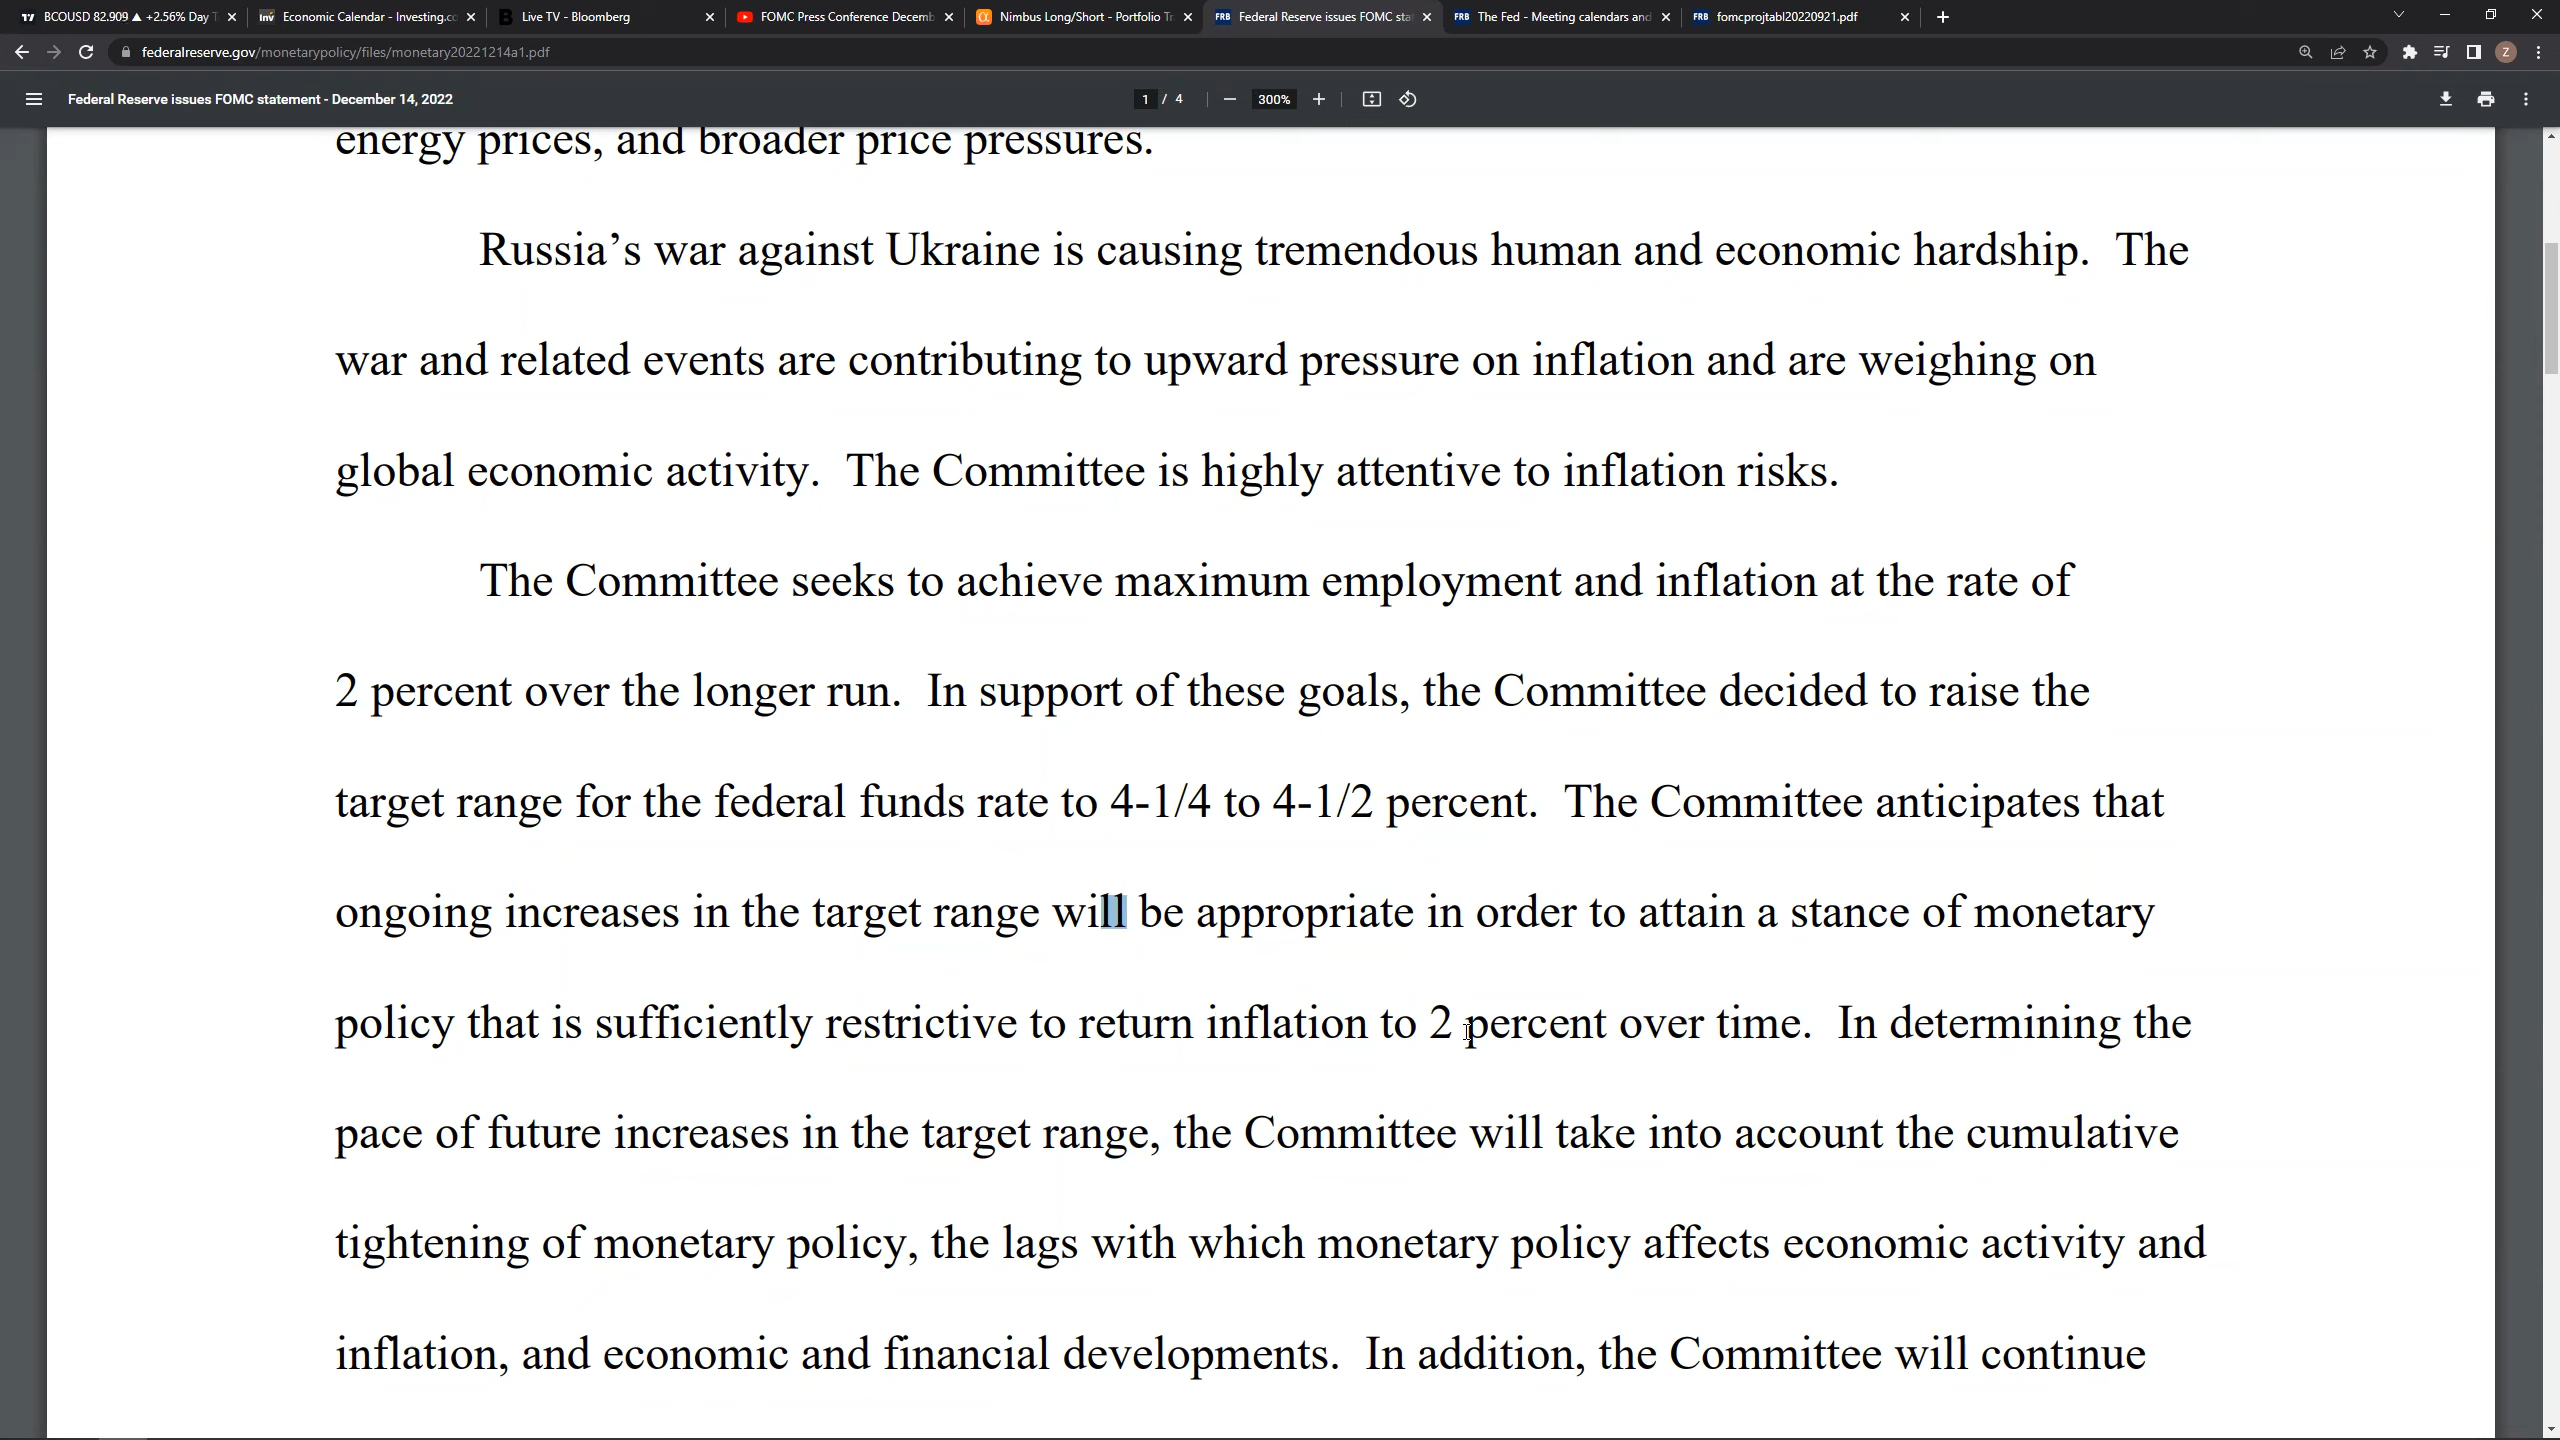 BCOUSD 82.909 ▲ +2.56% Day T
Economic Calendar - Investing.co
Live TV - Bloomberg
FOMC Press Conference Decemb
Nimbus Long/Short - Portfolio Tr
FRB Federal Reserve issues FOMC sta
FRB The Fed - Meeting calendars and
FRB fomcprojtabl20220921.pdf
federalreserve.gov/monetarypolicy/files/monetary20221214a1.pdf
Z
Federal Reserve issues FOMC statement - December 14, 2022
1 / 4
300%
energy prices, and broader price pressures.
Russia’s war against Ukraine is causing tremendous human and economic hardship. The
war and related events are contributing to upward pressure on inflation and are weighing on
global economic activity. The Committee is highly attentive to inflation risks.
The Committee seeks to achieve maximum employment and inflation at the rate of
2 percent over the longer run. In support of these goals, the Committee decided to raise the
target range for the federal funds rate to 4-1/4 to 4-1/2 percent. The Committee anticipates that
ongoing increases in the target range will be appropriate in order to attain a stance of monetary
policy that is sufficiently restrictive to return inflation to 2 percent over time. In determining the
pace of future increases in the target range, the Committee will take into account the cumulative
tightening of monetary policy, the lags with which monetary policy affects economic activity and
inflation, and economic and financial developments. In addition, the Committee will continue